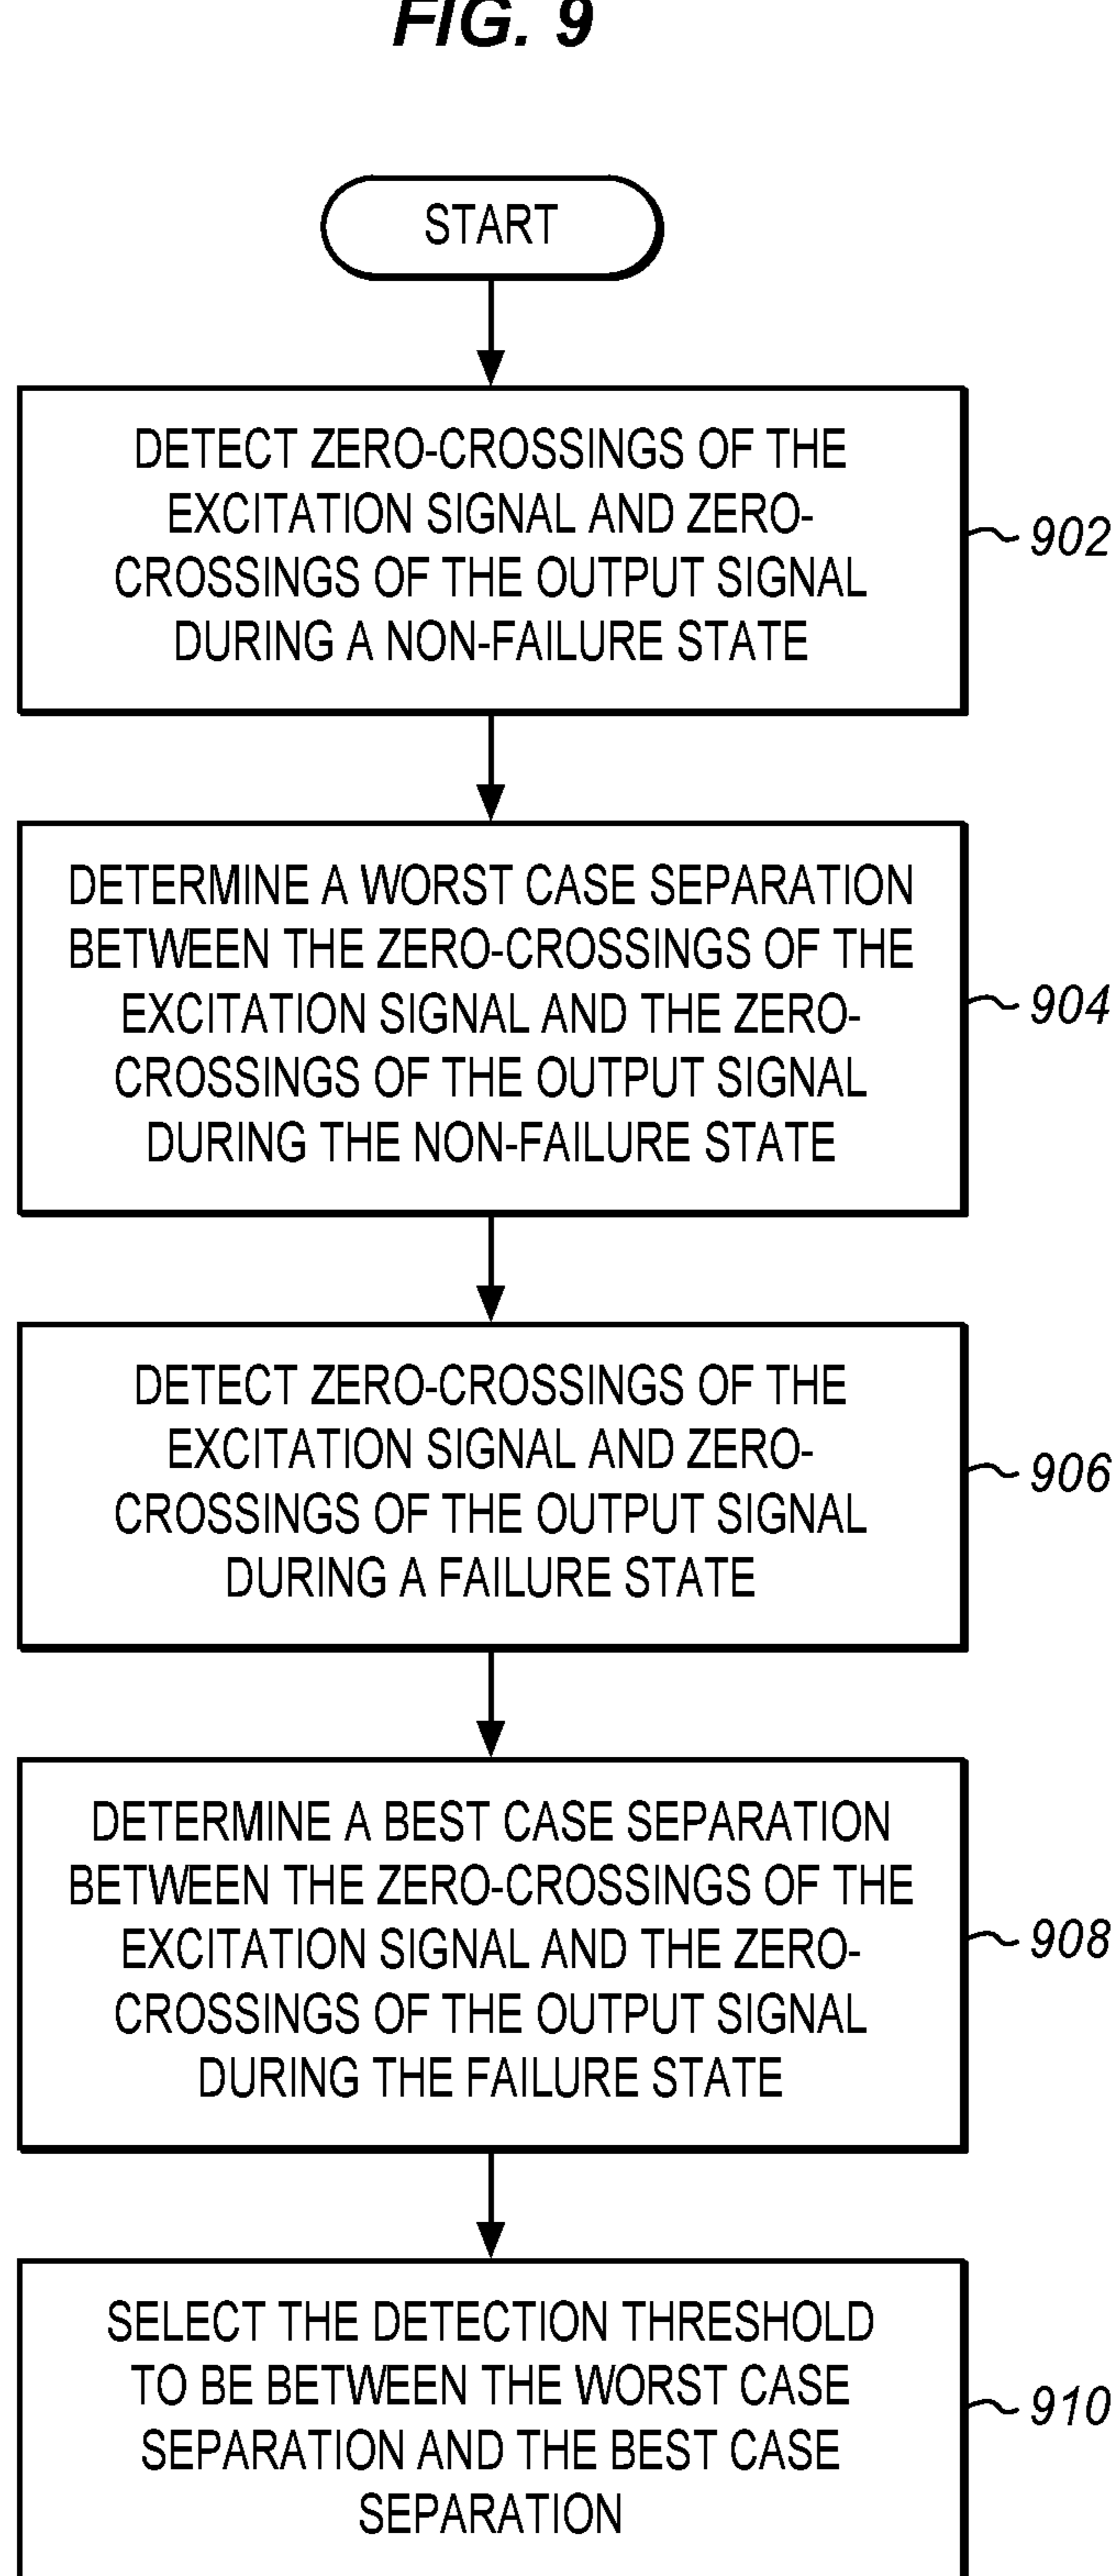 FIG. 9
START
DETECT ZERO-CROSSINGS OF THE
EXCITATION SIGNAL AND ZERO-
CROSSINGS OF THE OUTPUT SIGNAL
DURING A NON-FAILURE STATE
902
DETERMINE A WORST CASE SEPARATION
BETWEEN THE ZERO-CROSSINGS OF THE
EXCITATION SIGNAL AND THE ZERO-
CROSSINGS OF THE OUTPUT SIGNAL
DURING THE NON-FAILURE STATE
904
DETECT ZERO-CROSSINGS OF THE
EXCITATION SIGNAL AND ZERO-
CROSSINGS OF THE OUTPUT SIGNAL
DURING A FAILURE STATE
906
DETERMINE A BEST CASE SEPARATION
BETWEEN THE ZERO-CROSSINGS OF THE
EXCITATION SIGNAL AND THE ZERO-
CROSSINGS OF THE OUTPUT SIGNAL
DURING THE FAILURE STATE
908
SELECT THE DETECTION THRESHOLD
TO BE BETWEEN THE WORST CASE
SEPARATION AND THE BEST CASE
SEPARATION
910